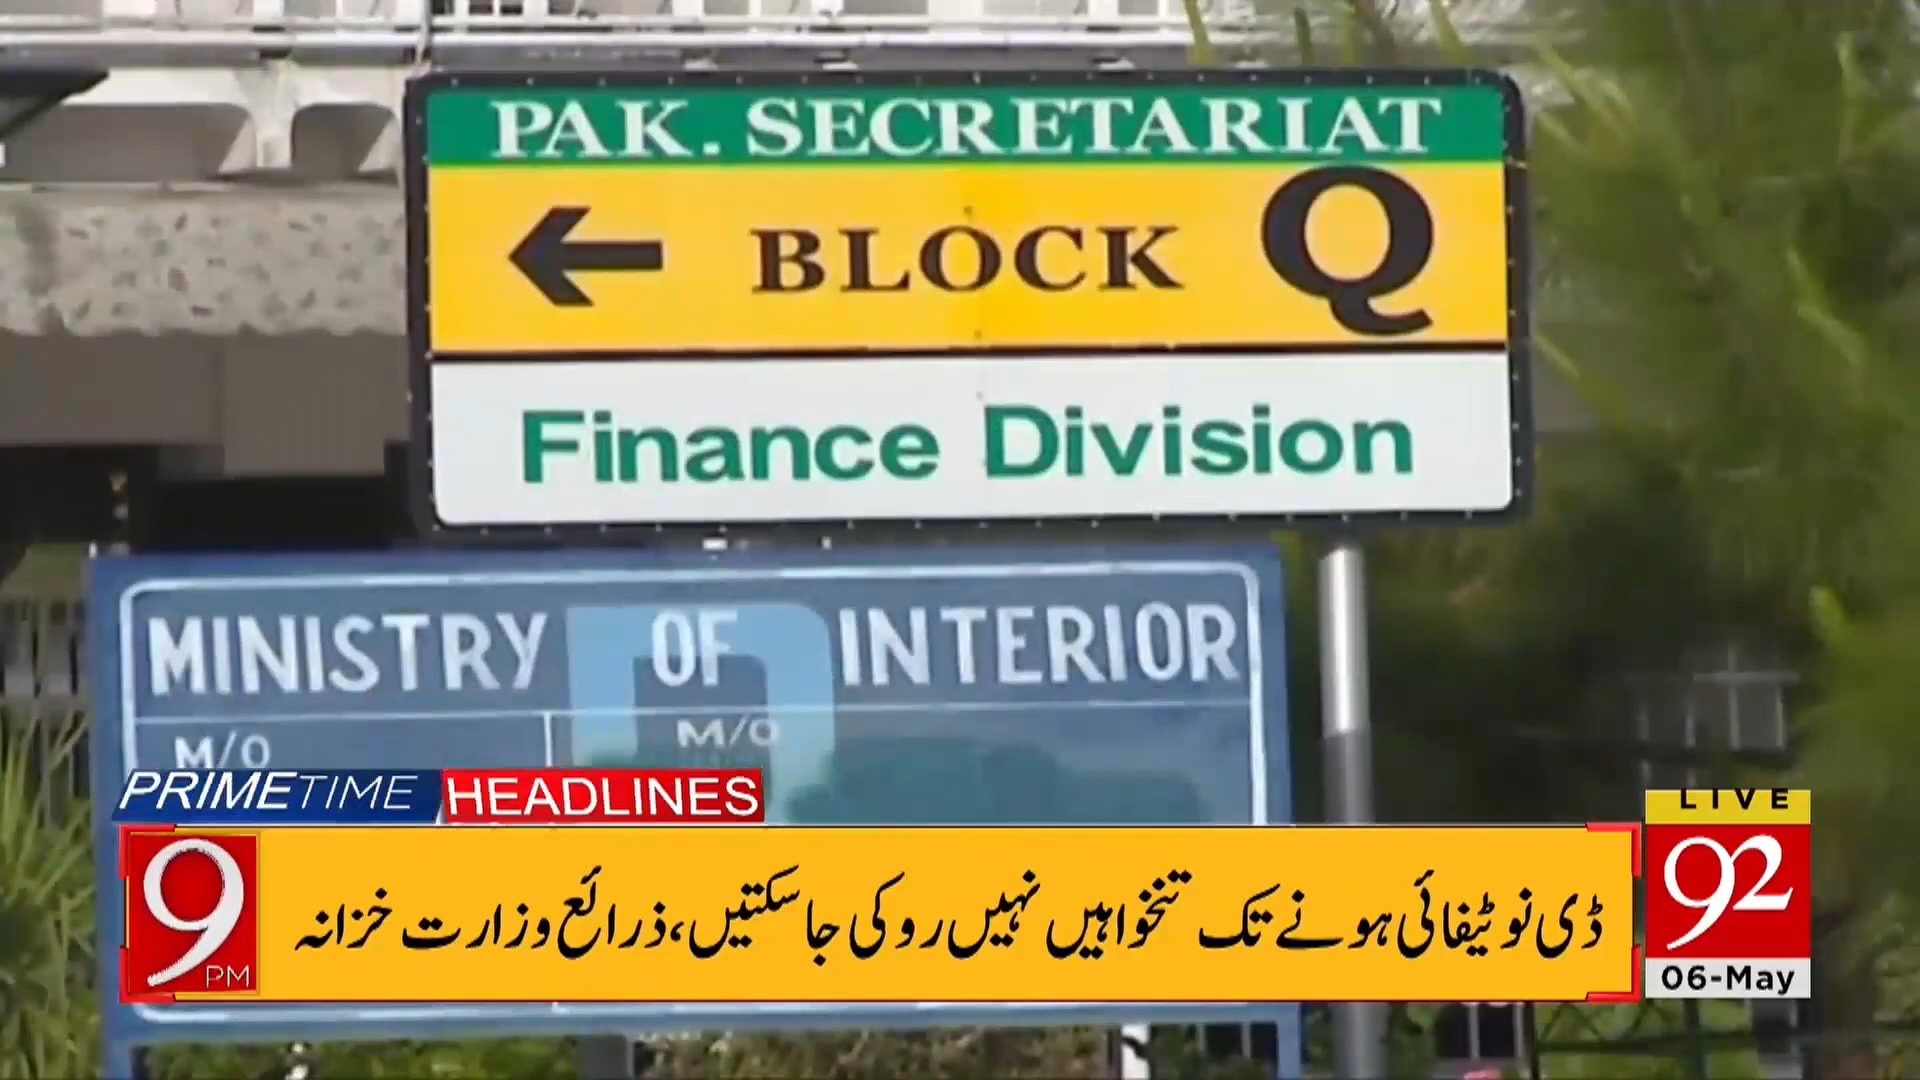 PAK. SECRETARIAT
← BLOCK Q
Finance Division
MINISTRY OF INTERIOR
M/O M/O
PRIMETIME HEADLINES
9 PM
ڈی نوٹیفائی ہونے تک تنخواہیں نہیں روکی جاسکتیں، ذرائع وزارت خزانہ
LIVE
92
06-May